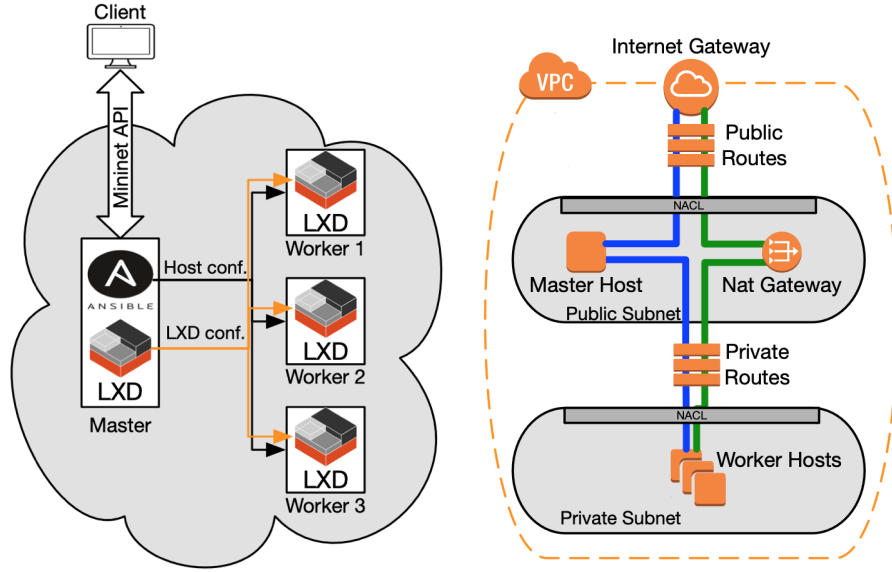 Client
Mininet API
ANSIBLE
Host conf.
LXD conf.
LXD
Master
LXD
Worker 1
LXD
Worker 2
LXD
Worker 3
Internet Gateway
VPC
Public
Routes
NACL
Master Host
Nat Gateway
Public Subnet
Private
Routes
NACL
Worker Hosts
Private Subnet